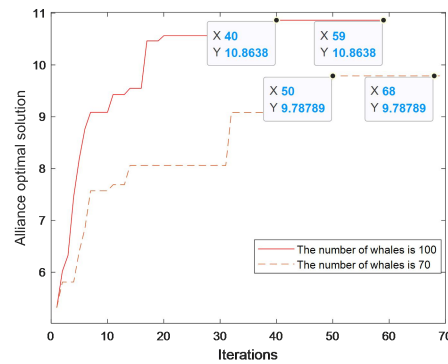 11
10
9
8
7
6
Alliance optimal solution
X 40
Y 10.8638
X 59
Y 10.8638
X 50
Y 9.78789
X 68
Y 9.78789
The number of whales is 100
The number of whales is 70
0 10 20 30 40 50 60 70
Iterations